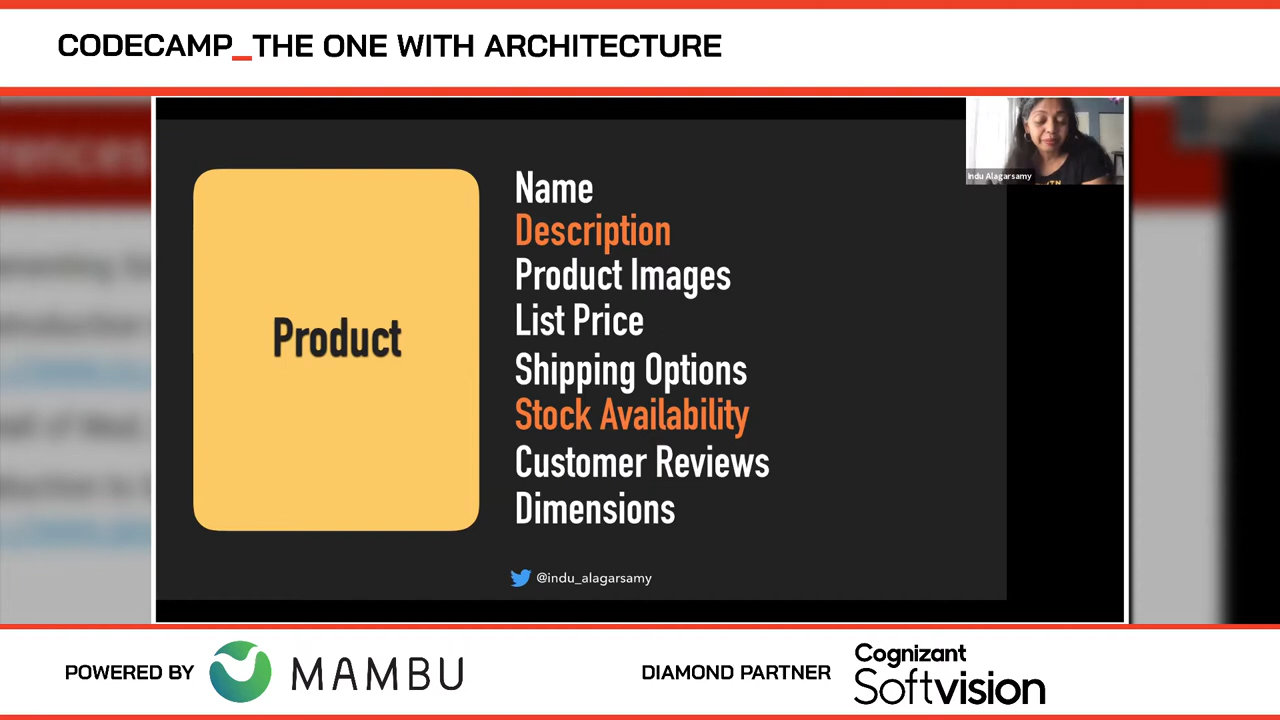 CODECAMP_THE ONE WITH ARCHITECTURE
Indu Alagarsamy
Product
Name
Description
Product Images
List Price
Shipping Options
Stock Availability
Customer Reviews
Dimensions
@indu_alagarsamy
POWERED BY
MAMBU
DIAMOND PARTNER
Cognizant
Softvision